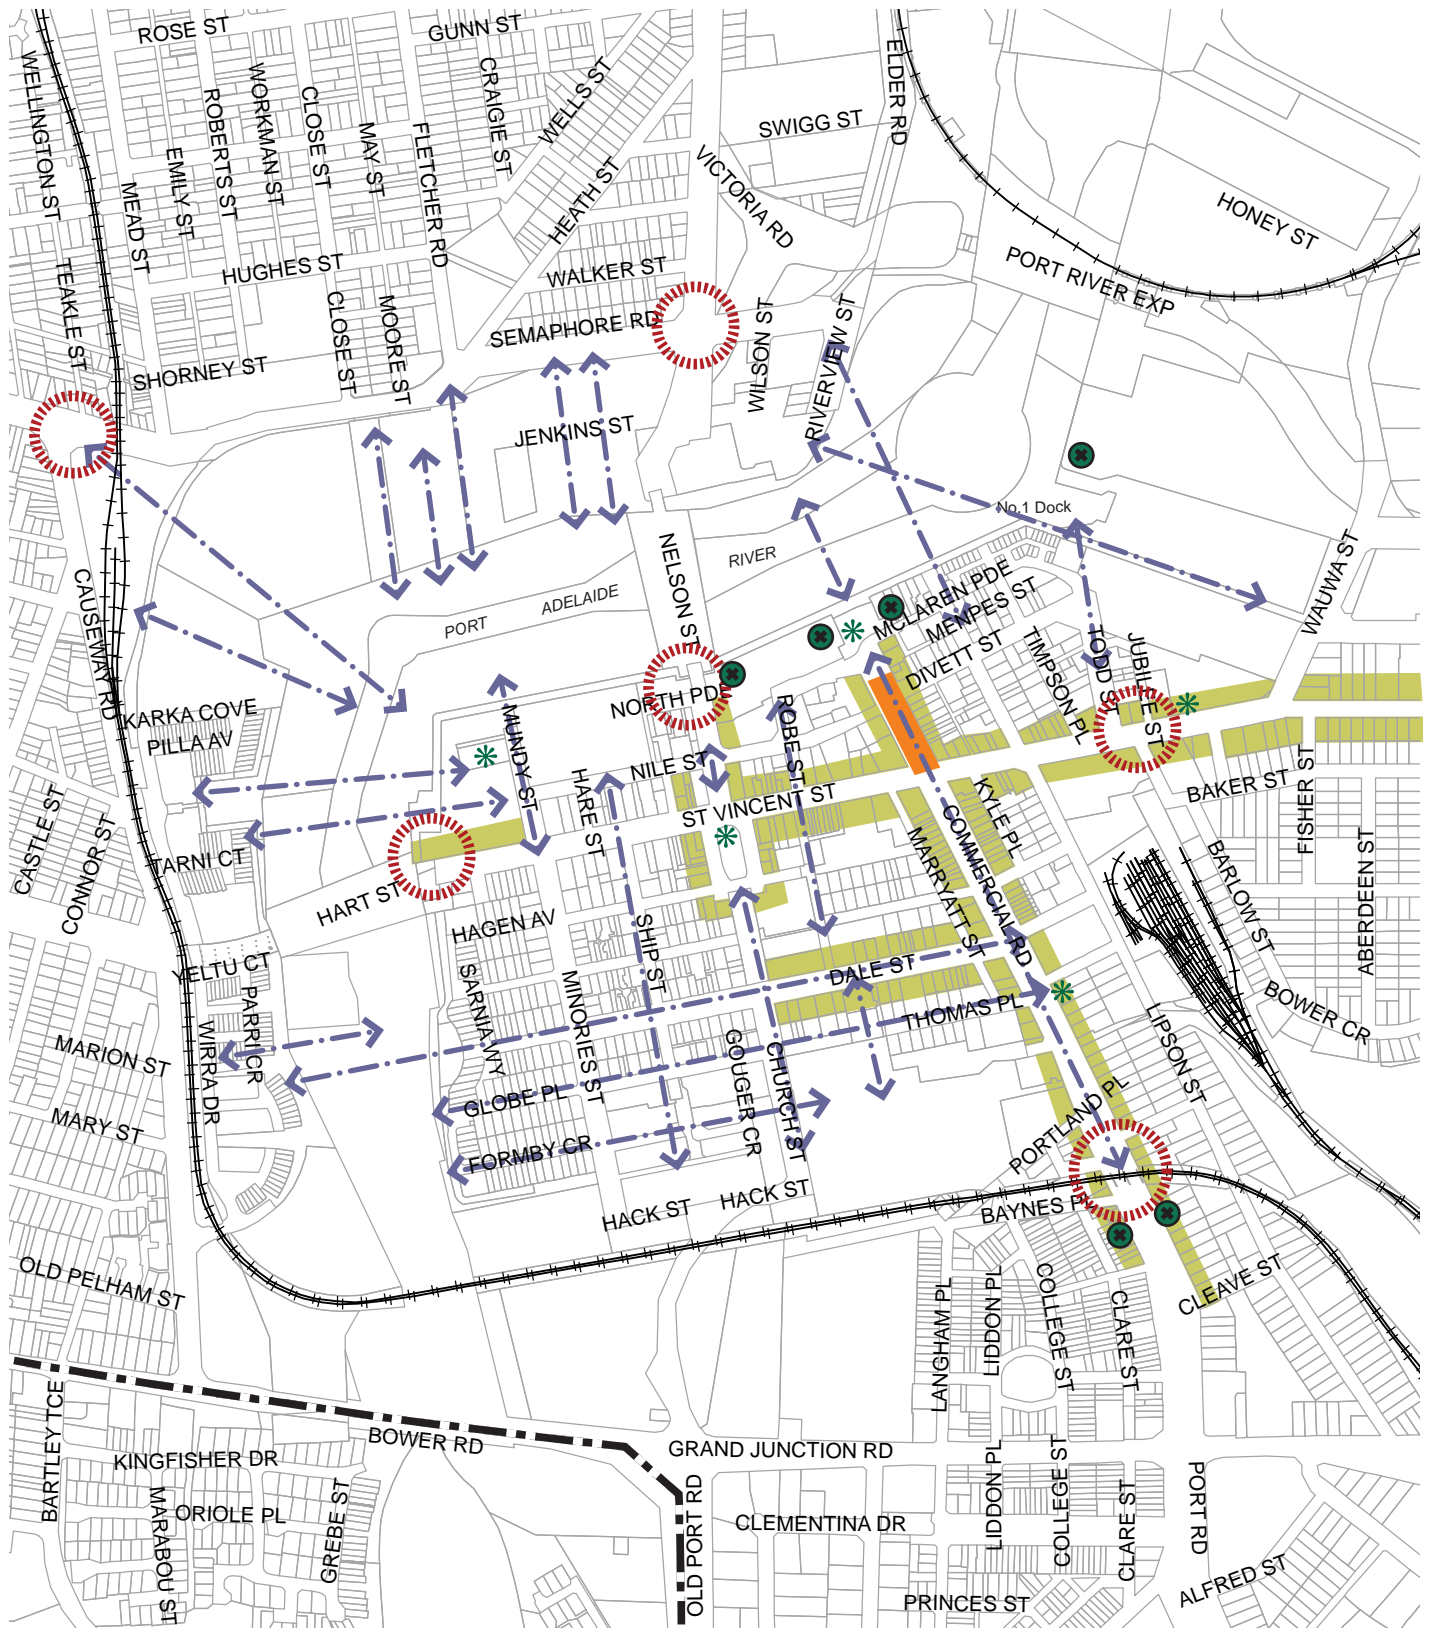 ROSE ST
GUNN ST
WELLINGTON ST
WORKMAN ST
ROBERTS ST
CLOSE ST
MAY ST
FLETCHER RD
CRAIGIE ST
WELLS ST
SWIGG ST
ELDER RD
EMILY ST
MEAD ST
HEATH ST
VICTORIA RD
HONEY ST
HUGHES ST
WALKER ST
PORT RIVER EXP
TEAKLE ST
CLOSE ST
MOORE ST
SEMAPHORE RD
WILSON ST
RIVERVIEW ST
SHORNEY ST
JENKINS ST
No.1 Dock
NELSON ST
RIVER
ADELAIDE
PORT
MCLAREN PDE
MENPES ST
DIVETT ST
WAUWA ST
CAUSEWAY RD
TIMPSON PL
TODD ST
JUBILEE ST
KARKA COVE
PILLA AV
NORTH PDE
MUNDY ST
ROBE ST
NILE ST
HARE ST
ST VINCENT ST
BAKER ST
FISHER ST
CASTLE ST
CONNOR ST
TARNI CT
KYLE PL
COMMERCIAL RD
MARRYATT ST
BARLOW ST
ABERDEEN ST
HART ST
HAGEN AV
SHIP ST
YELTU CT
SARNIA WY
MINORIES ST
DALE ST
THOMAS PL
LIPSON ST
BOWER CR
PARRI CR
WIRRA DR
MARION ST
MARY ST
GLOBE PL
GOUGER CR
CHURCH ST
FORMBY CR
PORTLAND PL
HACK ST
HACK ST
BAYNES PL
OLD PELHAM ST
LANGHAM PL
LIDDON PL
COLLEGE ST
CLARE ST
CLEAVE ST
BARTLEY TCE
BOWER RD
GRAND JUNCTION RD
KINGFISHER DR
MARABOU ST
ORIOLE PL
GREBE ST
OLD PORT RD
CLEMENTINA DR
LIDDON PL
COLLEGE ST
CLARE ST
PORT RD
PRINCES ST
ALFRED ST